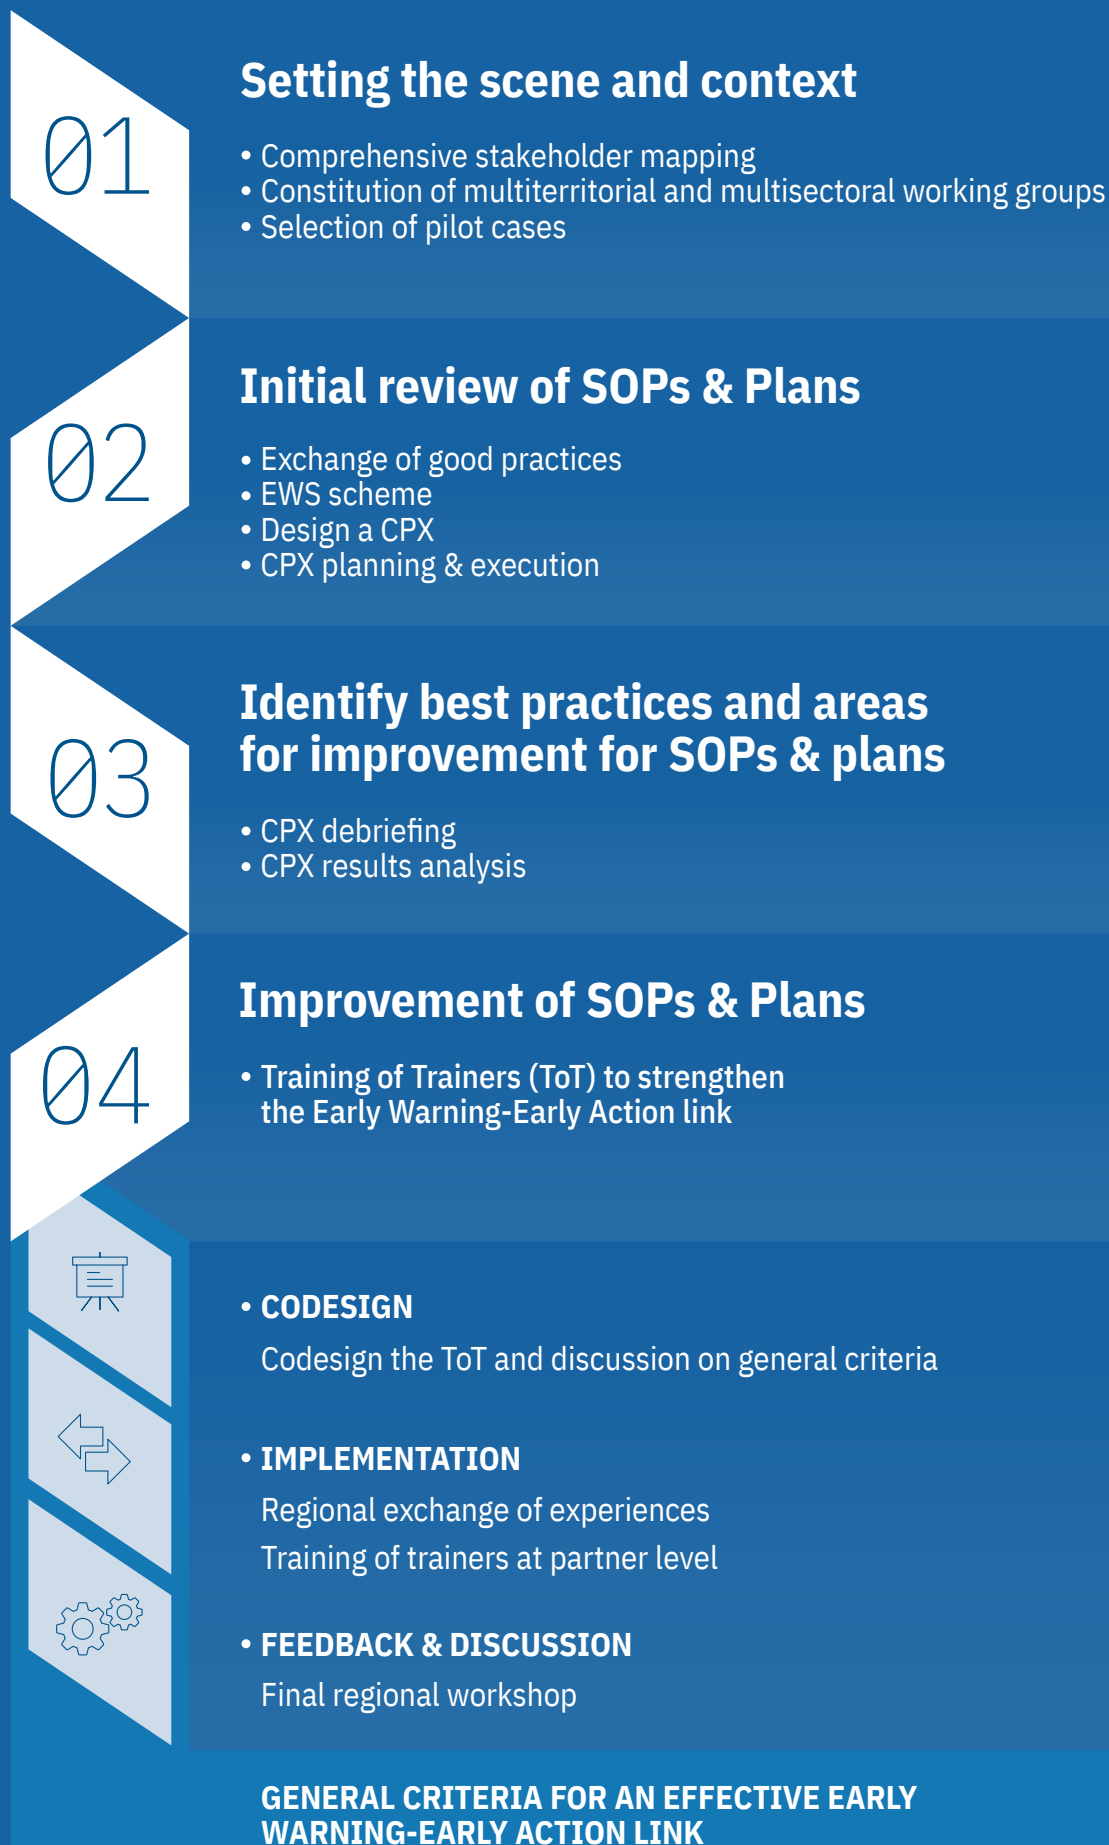 01
Setting the scene and context
• Comprehensive stakeholder mapping
• Constitution of multiterritorial and multisectoral working groups
• Selection of pilot cases
02
Initial review of SOPs & Plans
• Exchange of good practices
• EWS scheme
• Design a CPX
• CPX planning & execution
03
Identify best practices and areas
for improvement for SOPs & plans
• CPX debriefing
• CPX results analysis
04
Improvement of SOPs & Plans
• Training of Trainers (ToT) to strengthen
the Early Warning-Early Action link
• CODESIGN
Codesign the ToT and discussion on general criteria
• IMPLEMENTATION
Regional exchange of experiences
Training of trainers at partner level
• FEEDBACK & DISCUSSION
Final regional workshop
GENERAL CRITERIA FOR AN EFFECTIVE EARLY
WARNING-EARLY ACTION LINK